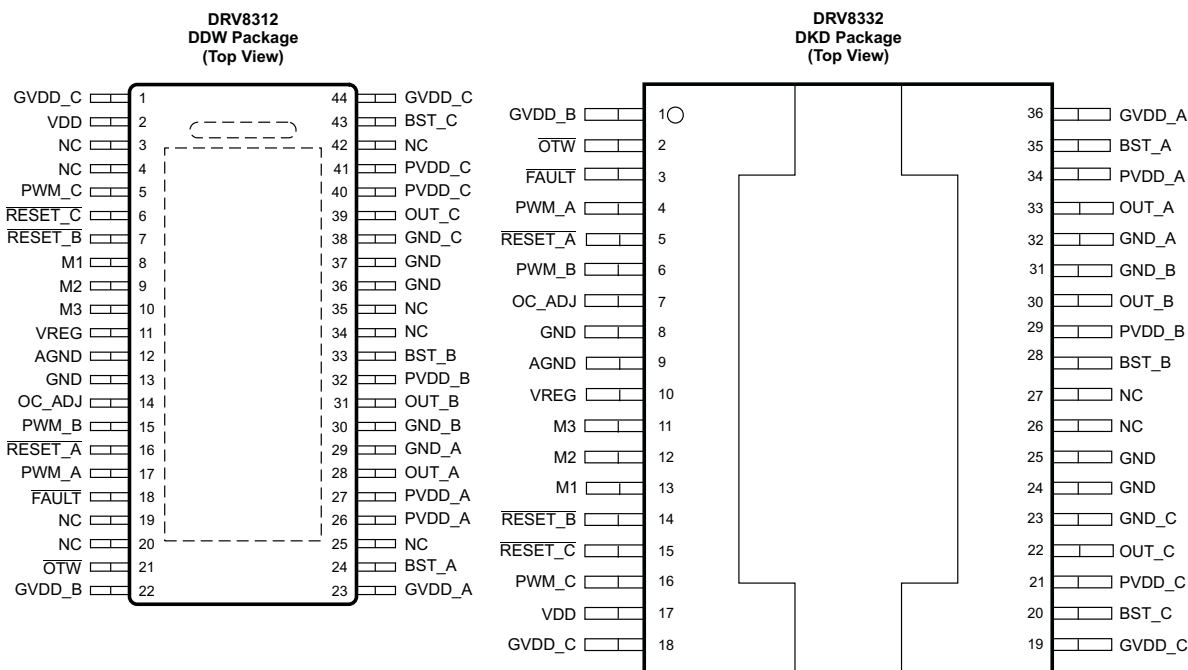 DRV8312
DDW Package
(Top View)
GVDD_C 1 44 GVDD_C
VDD 2 43 BST_C
NC 3 42 NC
NC 4 41 PVDD_C
PWM_C 5 40 PVDD_C
RESET_C 6 39 OUT_C
RESET_B 7 38 GND_C
M1 8 37 GND
M2 9 36 GND
M3 10 35 NC
VREG 11 34 NC
AGND 12 33 BST_B
GND 13 32 PVDD_B
OC_ADJ 14 31 OUT_B
PWM_B 15 30 GND_B
RESET_A 16 29 GND_A
PWM_A 17 28 OUT_A
FAULT 18 27 PVDD_A
NC 19 26 PVDD_A
NC 20 25 NC
OTW 21 24 BST_A
GVDD_B 22 23 GVDD_A
DRV8332
DKD Package
(Top View)
GVDD_B 1 36 GVDD_A
OTW 2 35 BST_A
FAULT 3 34 PVDD_A
PWM_A 4 33 OUT_A
RESET_A 5 32 GND_A
PWM_B 6 31 GND_B
OC_ADJ 7 30 OUT_B
GND 8 29 PVDD_B
AGND 9 28 BST_B
VREG 10 27 NC
M3 11 26 NC
M2 12 25 GND
M1 13 24 GND
RESET_B 14 23 GND_C
RESET_C 15 22 OUT_C
PWM_C 16 21 PVDD_C
VDD 17 20 BST_C
GVDD_C 18 19 GVDD_C